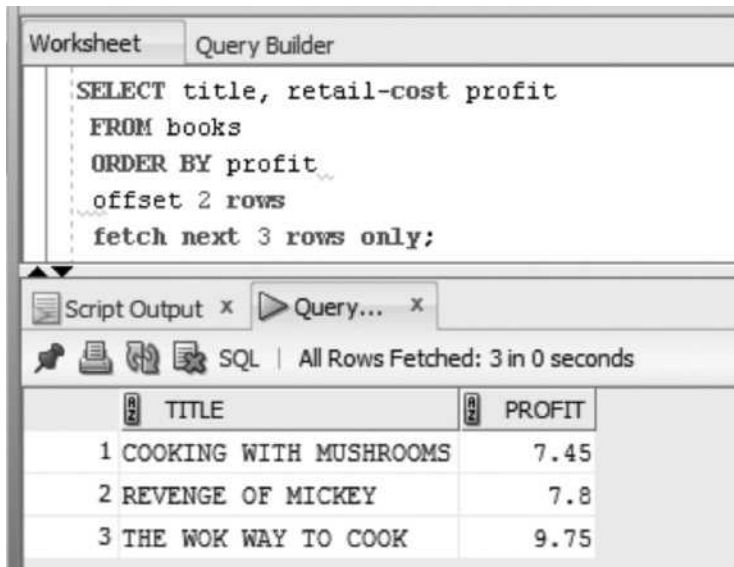 Worksheet Query Builder
SELECT title, retail-cost profit
FROM books
ORDER BY profit
offset 2 rows
fetch next 3 rows only;
Script Output x Query... x
SQL | All Rows Fetched: 3 in 0 seconds
TITLE PROFIT
1 COOKING WITH MUSHROOMS 7.45
2 REVENGE OF MICKEY 7.8
3 THE WOK WAY TO COOK 9.75